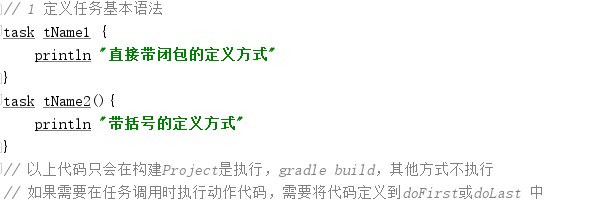 // 1 定义任务基本语法
task tName1 {
println "直接带闭包的定义方式"
}
task tName2(){
println "带括号的定义方式"
}
// 以上代码只会在构建Project是执行，gradle build，其他方式不执行
// 如果需要在任务调用时执行动作代码，需要将代码定义到doFirst或doLast 中